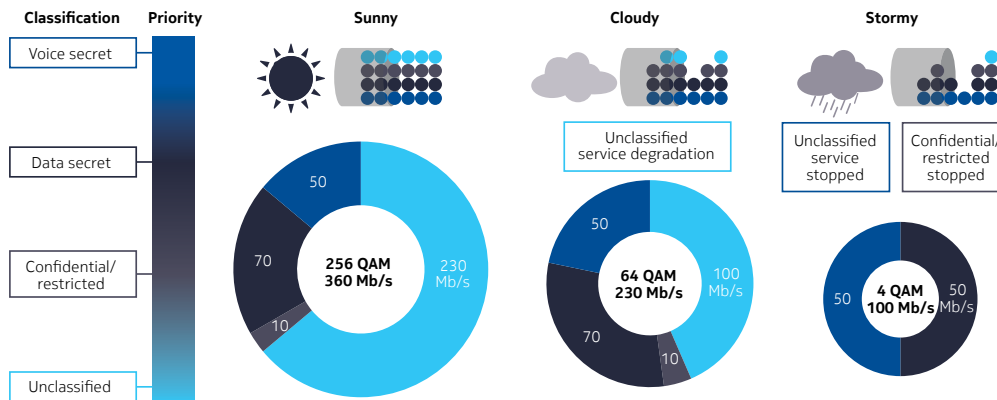 Classification
Priority
Sunny
Cloudy
Stormy
Voice secret
Data secret
Confidential/
restricted
Unclassified
Unclassified
service degradation
Unclassified
service
stopped
Confidential/
restricted
stopped
50
70
10
230
Mb/s
256 QAM
360 Mb/s
50
70
10
100
Mb/s
64 QAM
230 Mb/s
50
50
Mb/s
4 QAM
100 Mb/s